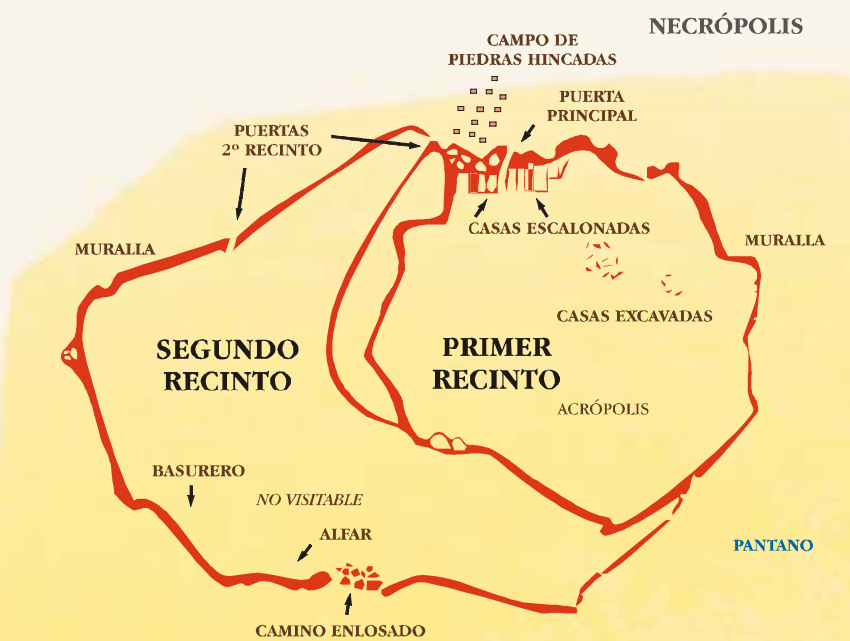 NECRÓPOLIS
CAMPO DE
PIEDRAS HINCADAS
PUERTA
PRINCIPAL
PUERTAS
2º RECINTO
CASAS ESCALONADAS
MURALLA
MURALLA
CASAS EXCAVADAS
SEGUNDO
RECINTO
PRIMER
RECINTO
ACRÓPOLIS
BASURERO
NO VISITABLE
ALFAR
PANTANO
CAMINO ENLOSADO